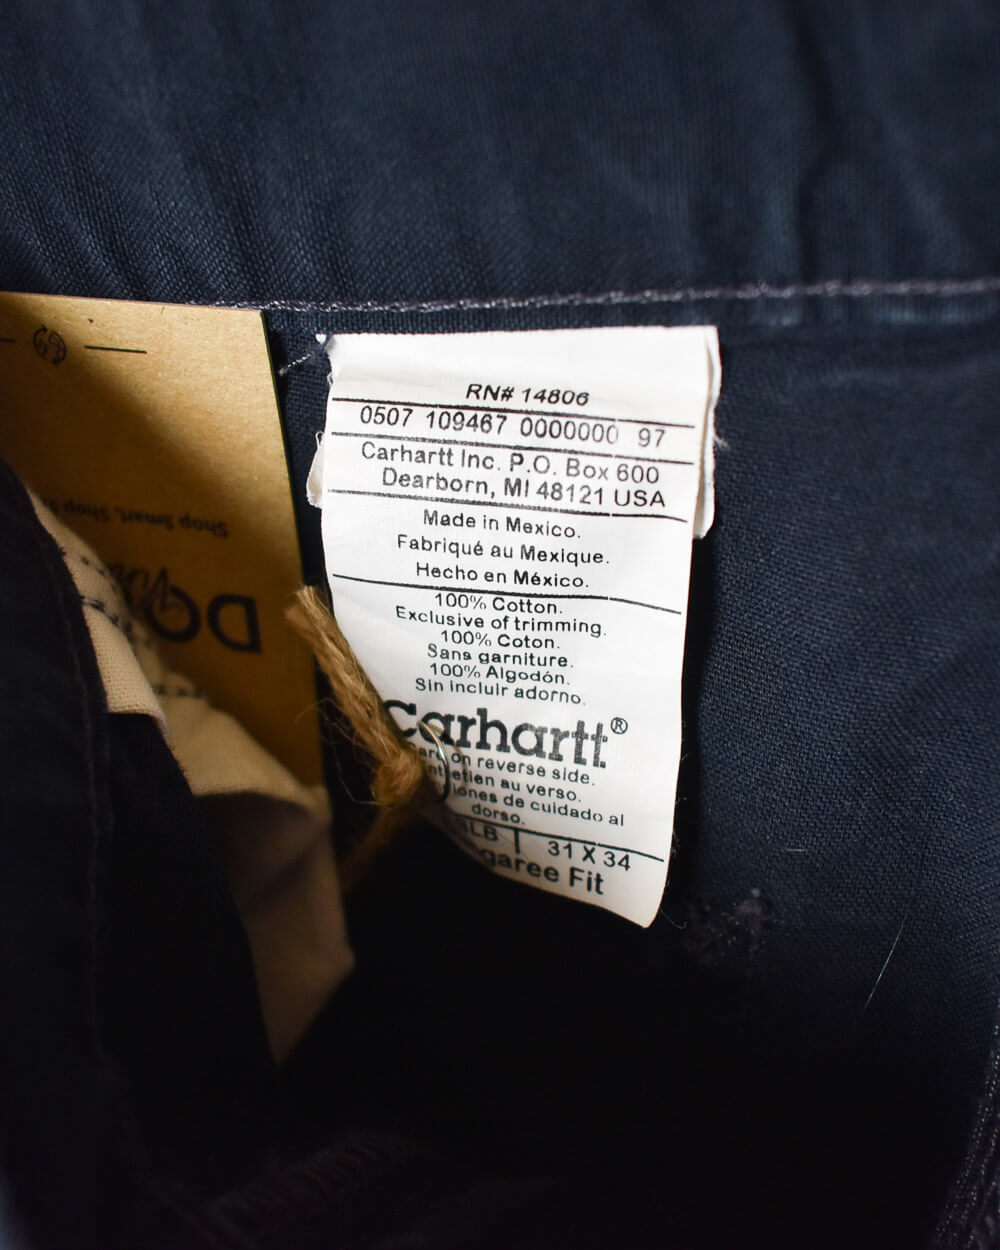 RN# 14806
0507 109467 0000000 97
Carhartt Inc. P.O. Box 600
Dearborn, MI 48121 USA
Made in Mexico.
Fabriqué au Mexique.
Hecho en México.
100% Cotton.
Exclusive of trimming.
100% Coton.
Sans garniture.
100% Algodón.
Sin incluir adorno.
carhartt®
on reverse side.
au verso.
de cuidado al
dorso.
31 X 34
Fit
Shop Smart. Shop